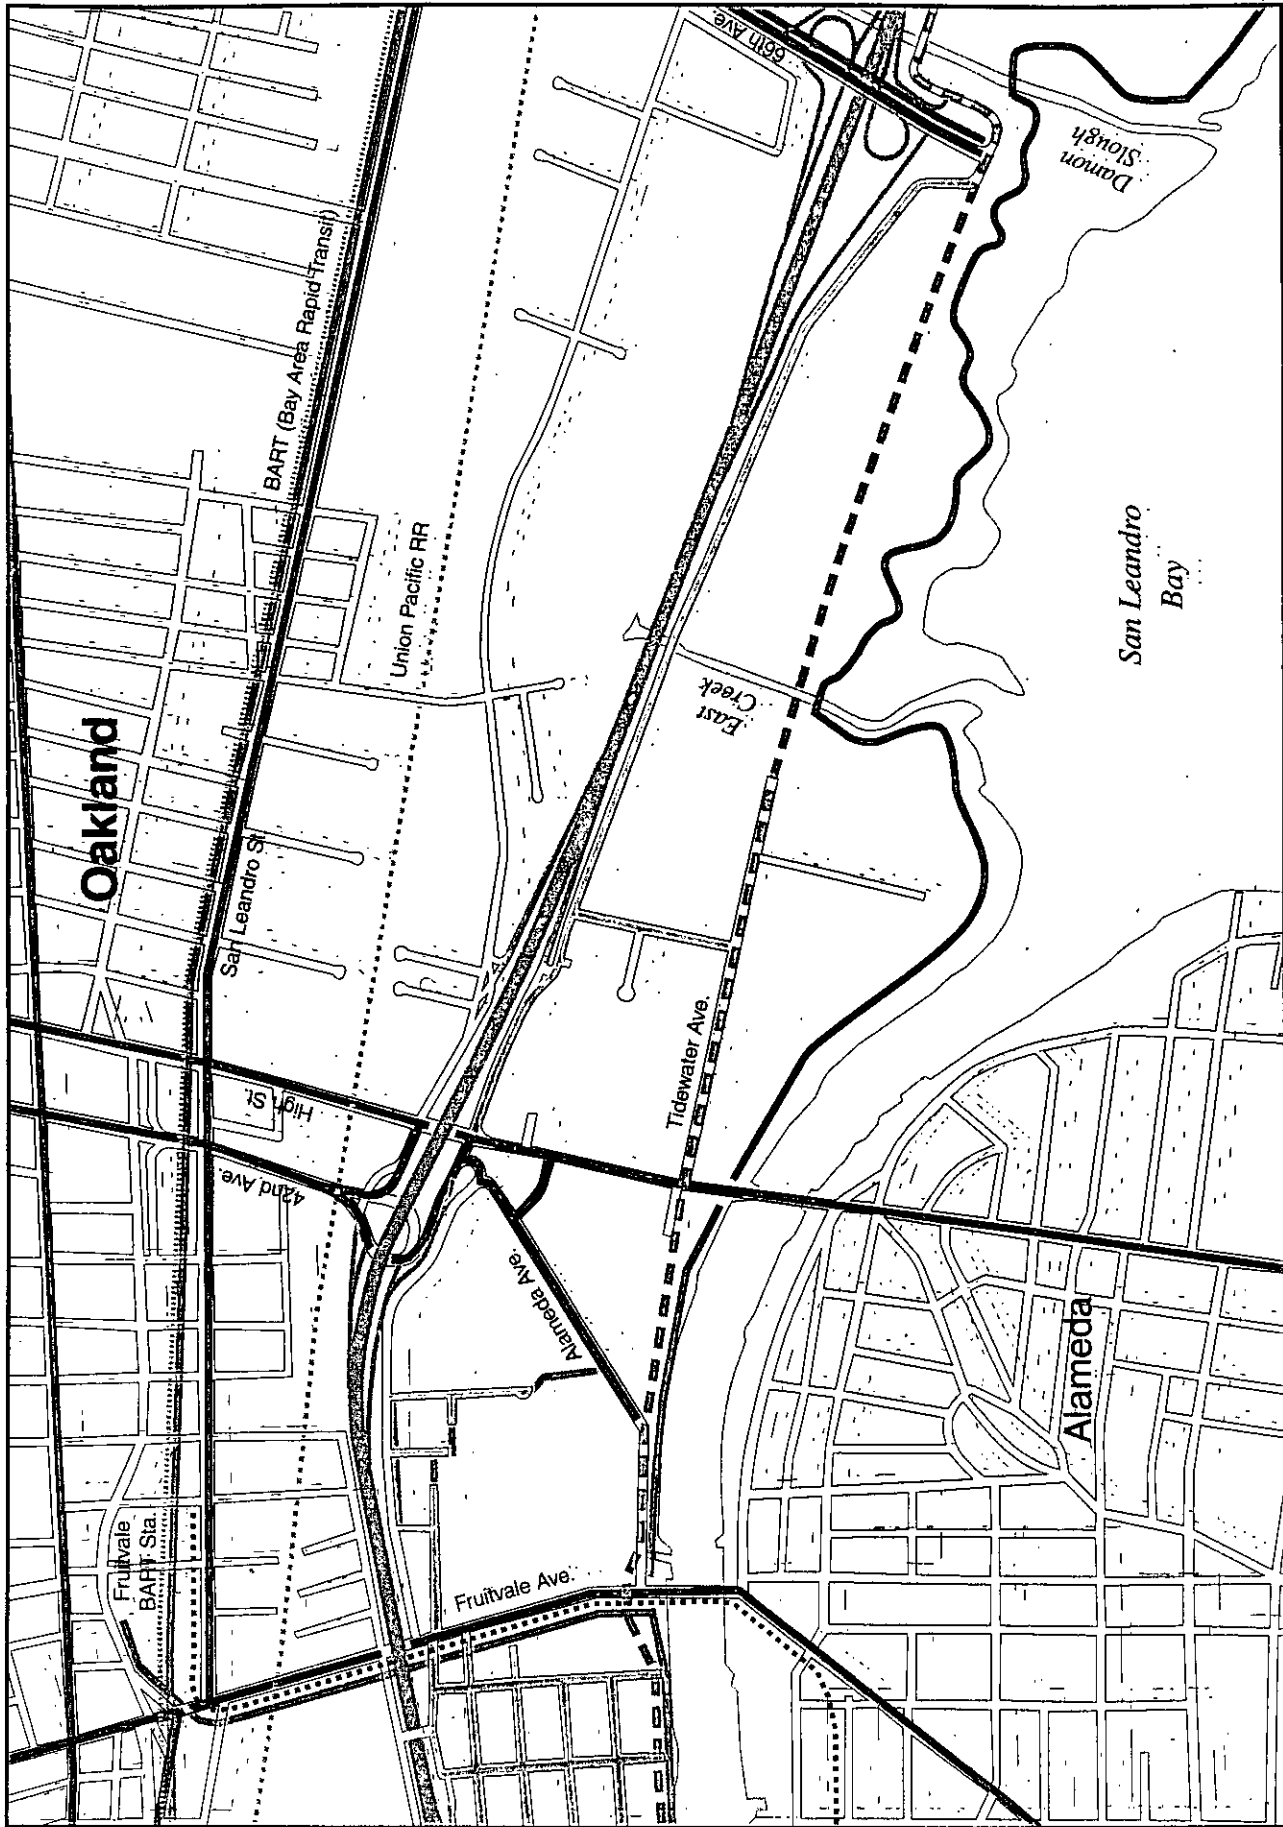 66th Ave.
Damon
Slough
BART (Bay Area Rapid Transit)
San Leandro
Bay
Union Pacific RR
East
Creek
Oakland
San Leandro St.
Tidewater Ave.
High St.
42nd Ave.
Alameda Ave.
Alameda
Fruitvale
BART Sta.
Fruitvale Ave.